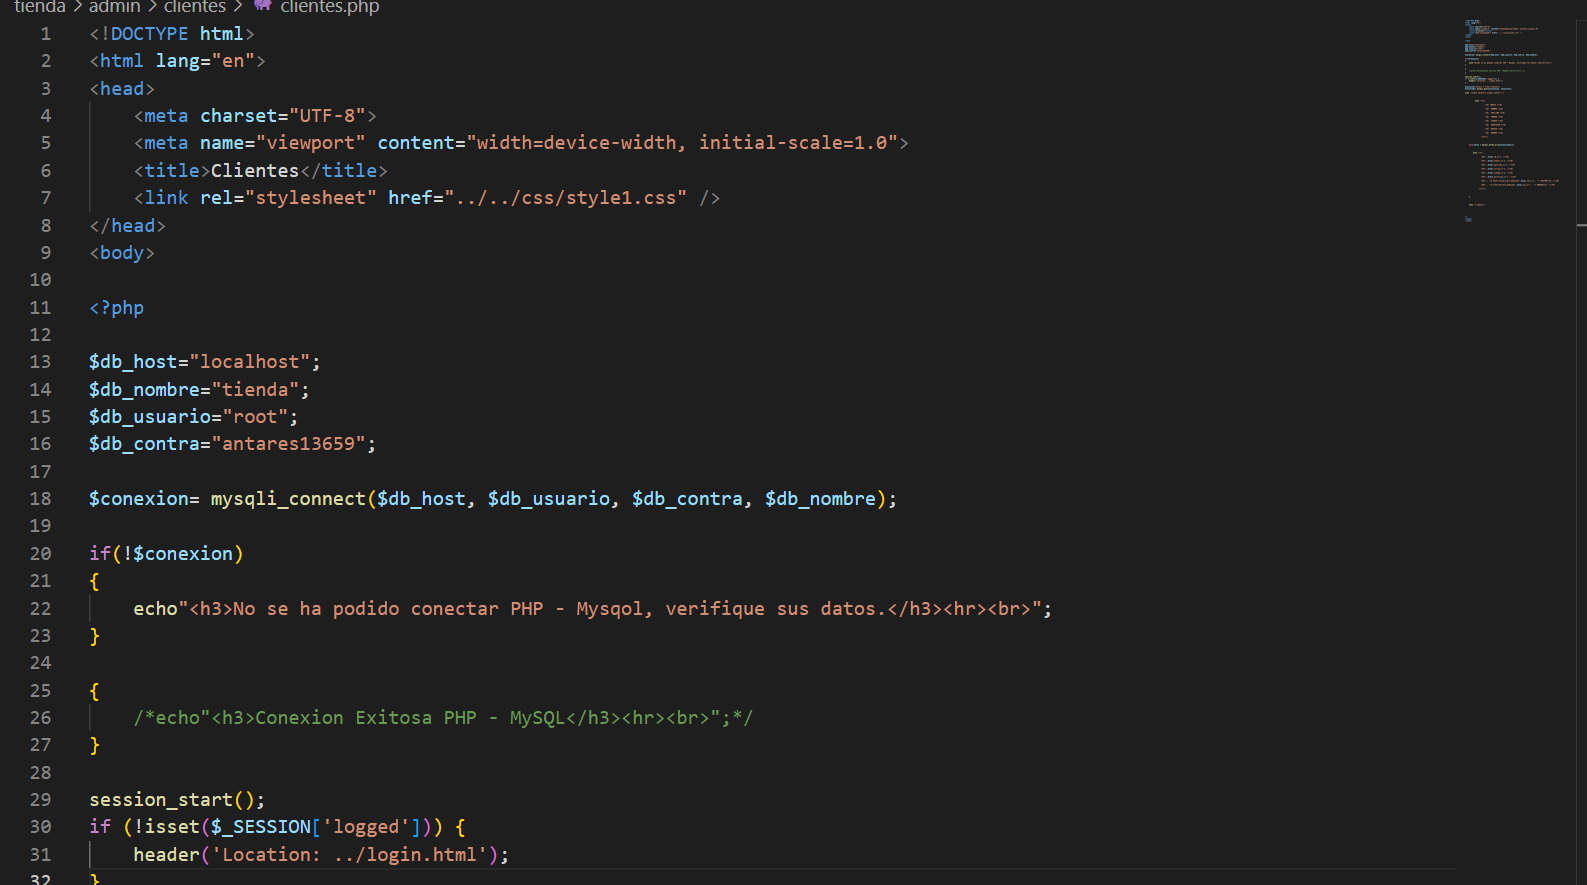 tienda > admin > clientes > clientes.php
1 <!DOCTYPE html>
2 <html lang="en">
3 <head>
4 <meta charset="UTF-8">
5 <meta name="viewport" content="width=device-width, initial-scale=1.0">
6 <title>Clientes</title>
7 <link rel="stylesheet" href="../../css/style1.css" />
8 </head>
9 <body>
10
11 <?php
12
13 $db_host="localhost";
14 $db_nombre="tienda";
15 $db_usuario="root";
16 $db_contra="antares13659";
17
18 $conexion= mysqli_connect($db_host, $db_usuario, $db_contra, $db_nombre);
19
20 if(!$conexion)
21 {
22 echo"<h3>No se ha podido conectar PHP - Mysqol, verifique sus datos.</h3><hr><br>";
23 }
24
25 {
26 /*echo"<h3>Conexion Exitosa PHP - MySQL</h3><hr><br>";*/
27 }
28
29 session_start();
30 if (!isset($_SESSION['logged'])) {
31 header('Location: ../login.html');
32 }